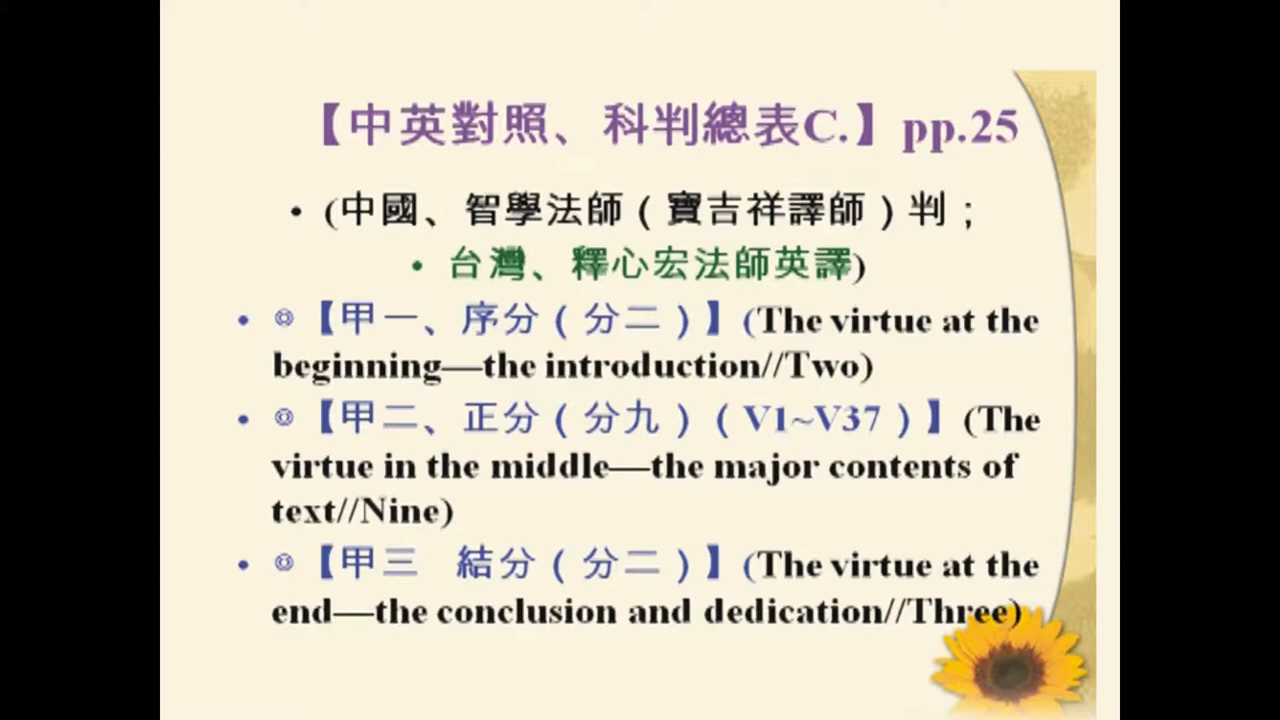 【中英對照、科判總表C.】pp.25
• (中國、智學法師（寶吉祥譯師）判；
• 台灣、釋心宏法師英譯)
• ◎【甲一、序分（分二）】(The virtue at the
beginning—the introduction//Two)
• ◎【甲二、正分（分九）（V1~V37）】(The
virtue in the middle—the major contents of
text//Nine)
• ◎【甲三　結分（分二）】(The virtue at the
end—the conclusion and dedication//Three)